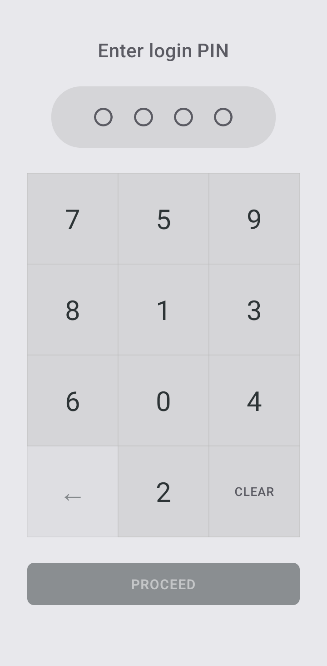 Enter login PIN
7 5 9
8 1 3
6 0 4
← 2 CLEAR
PROCEED